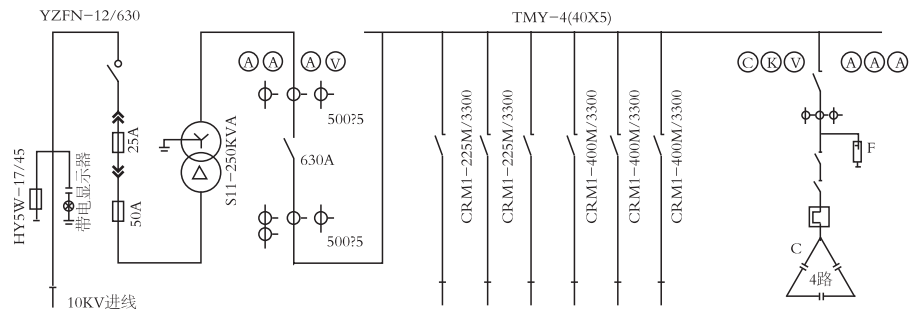 YZFN-12/630
TMY-4(40X5)
A A A V
C K V A A A
500?5
25A
S11-250KVA
630A
CRM1-225M/3300
CRM1-225M/3300
CRM1-400M/3300
CRM1-400M/3300
CRM1-400M/3300
F
HY5W-17/45
带电显示器
50A
500?5
C
4路
10KV进线